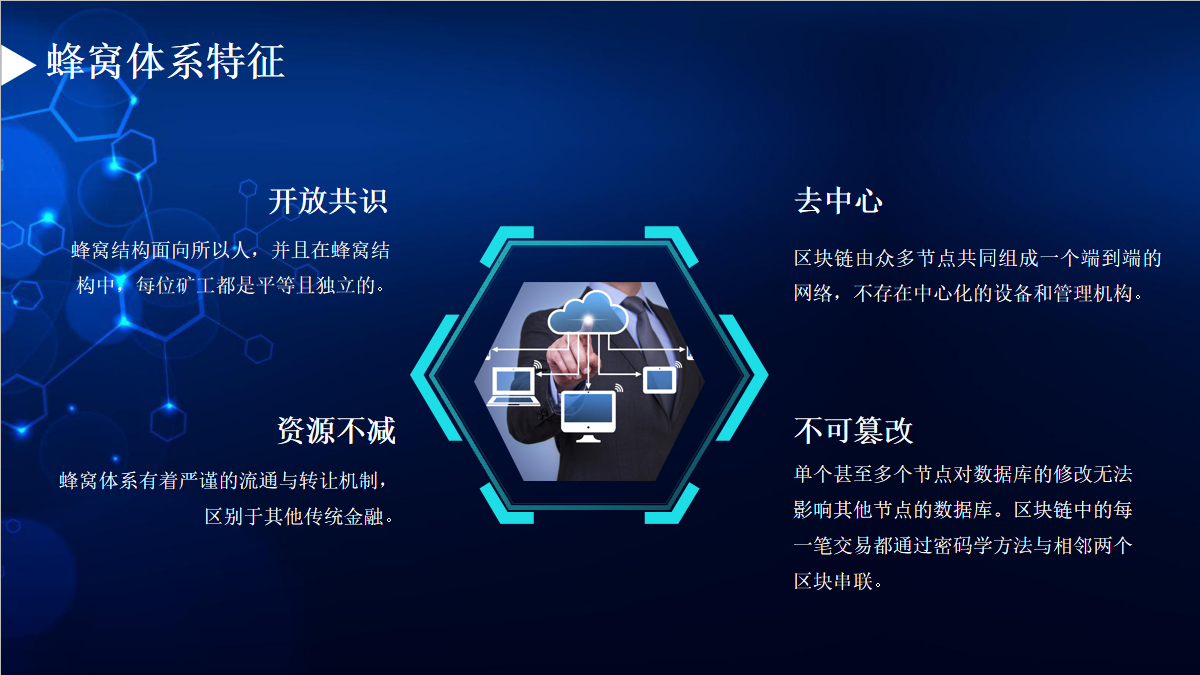 蜂窝体系特征
开放共识
蜂窝结构面向所以人，并且在蜂窝结
构中，每位矿工都是平等且独立的。
去中心
区块链由众多节点共同组成一个端到端的
网络，不存在中心化的设备和管理机构。
资源不减
蜂窝体系有着严谨的流通与转让机制，
区别于其他传统金融。
不可篡改
单个甚至多个节点对数据库的修改无法
影响其他节点的数据库。区块链中的每
一笔交易都通过密码学方法与相邻两个
区块串联。